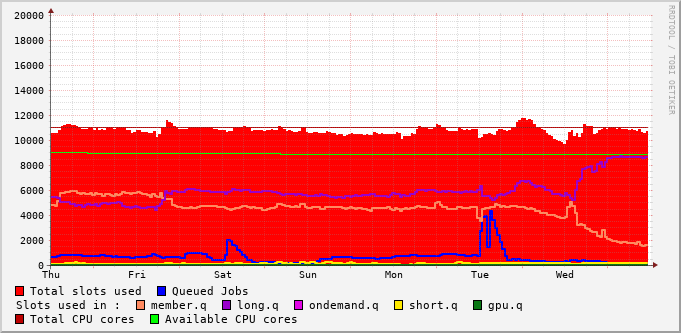 RRDTOOL / TOBI OETIKER
20000
18000
16000
14000
12000
10000
8000
6000
4000
2000
0
Thu Fri Sat Sun Mon Tue Wed
Total slots used Queued Jobs
Slots used in : member.q long.q ondemand.q short.q gpu.q
Total CPU cores Available CPU cores